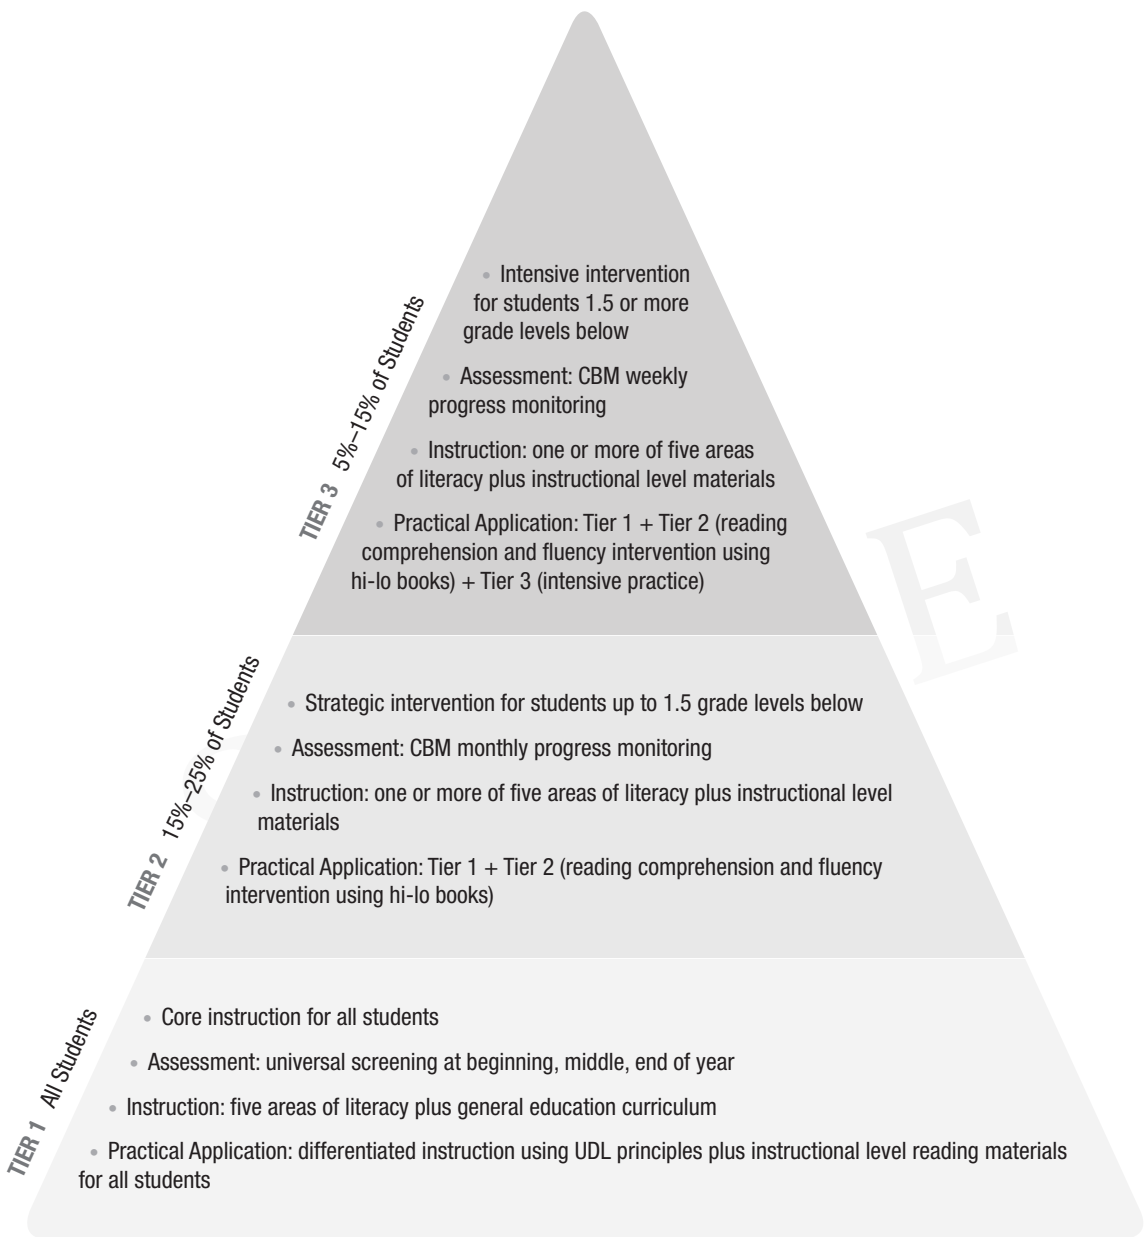 • Intensive intervention
for students 1.5 or more
grade levels below
• Assessment: CBM weekly
progress monitoring
• Instruction: one or more of five areas
of literacy plus instructional level materials
• Practical Application: Tier 1 + Tier 2 (reading
comprehension and fluency intervention using
hi-lo books) + Tier 3 (intensive practice)
TIER 3 5%–15% of Students
• Strategic intervention for students up to 1.5 grade levels below
• Assessment: CBM monthly progress monitoring
• Instruction: one or more of five areas of literacy plus instructional level
materials
• Practical Application: Tier 1 + Tier 2 (reading comprehension and fluency
intervention using hi-lo books)
TIER 2 15%–25% of Students
• Core instruction for all students
• Assessment: universal screening at beginning, middle, end of year
• Instruction: five areas of literacy plus general education curriculum
• Practical Application: differentiated instruction using UDL principles plus instructional level reading materials
for all students
TIER 1 All Students
E